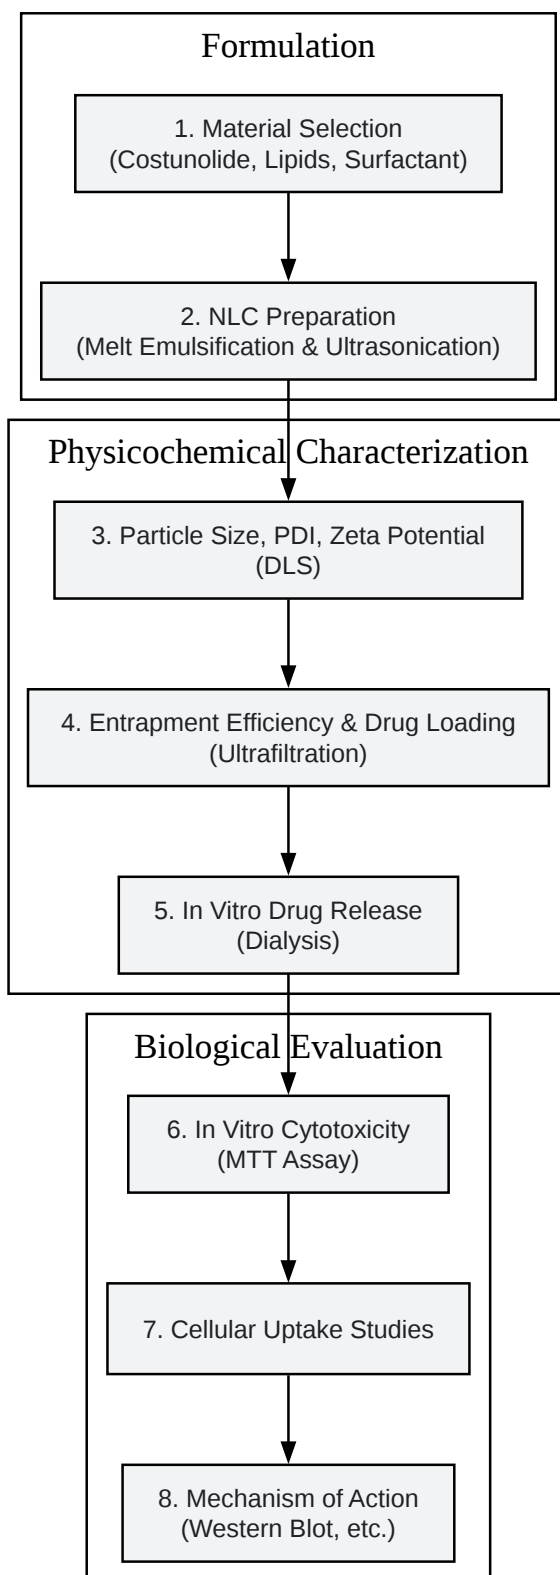 Formulation
1. Material Selection
(Costunolide, Lipids, Surfactant)
2. NLC Preparation
(Melt Emulsification & Ultrasonication)
Physicochemical Characterization
3. Particle Size, PDI, Zeta Potential
(DLS)
4. Entrapment Efficiency & Drug Loading
(Ultrafiltration)
5. In Vitro Drug Release
(Dialysis)
Biological Evaluation
6. In Vitro Cytotoxicity
(MTT Assay)
7. Cellular Uptake Studies
8. Mechanism of Action
(Western Blot, etc.)